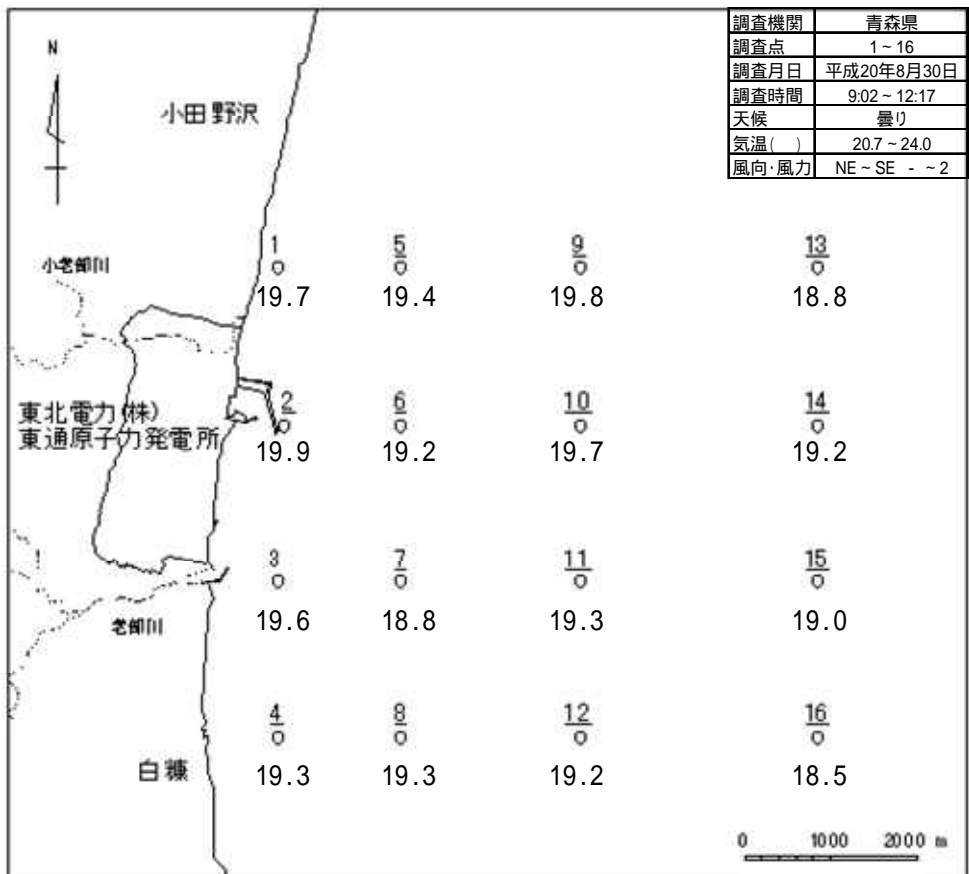 調査機関 青森県
調査点 1～16
調査月日 平成20年8月30日
調査時間 9:02～12:17
天候 曇り
気温( ) 20.7～24.0
風向・風力 NE～SE - ～2
N
小田野沢
1 5 9 13
小老部川
19.7 19.4 19.8 18.8
2 6 10 14
東北電力(株)
東通原子力発電所
19.9 19.2 19.7 19.2
3 7 11 15
19.6 18.8 19.3 19.0
老部川
4 8 12 16
白糠
19.3 19.3 19.2 18.5
0 1000 2000 m